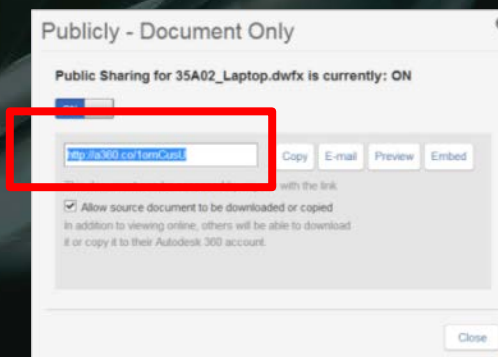 Publicly - Document Only
Public Sharing for 35A02_Laptop.dwfx is currently: ON
http://a360.co/1omCusU
Copy
E-mail
Preview
Embed
with the link
Allow source document to be downloaded or copied
In addition to viewing online, others will be able to download
it or copy it to their Autodesk 360 account.
Close